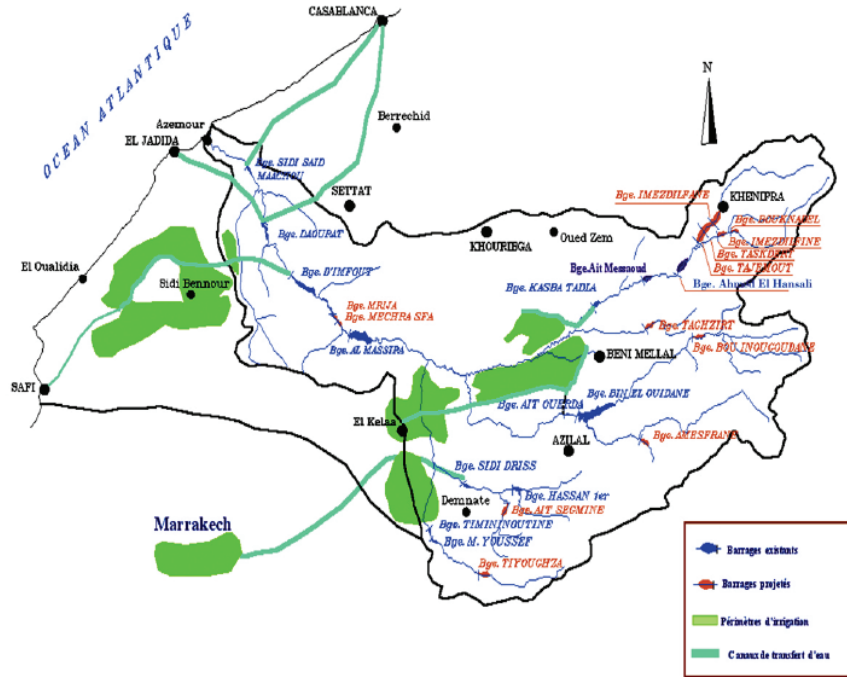 CASABLANCA
OCEAN ATLANTIQUE
Azemour
Berrechid
EL JADIDA
N
Bge. SIDI SAID
MAACHOU
SETTAT
Bge. IMEZDILFANE
KHENIFRA
Bge. DAOURAT
KHOURIBGA
Oued Zem
Bge. IMEZDILFINE
Bge. TASKDERT
Bge. TAJEMOUT
Bge.Ait Messaoud
Bge. Ahmed El Hansali
El Oualidia
Sidi Bennour
Bge. D'IMFOUT
Bge. KASBA TADLA
Bge. MRIJA
Bge. MECHRA SFA
Bge. TAGHZIRT
Bge. AL MASSIRA
BENI MELLAL
Bge. BOU INOUGOUDANE
SAFI
Bge. AIT OUERDA
Bge. BIN EL OUIDANE
El Kelaa
AZILAL
Bge. AMESFRANE
Bge. SIDI DRISS
Bge. HASSAN 1er
Demnate
Bge. AIT SEGMINE
Marrakech
Bge. TIMININOUTINE
Bge. M. YOUSSEF
Bge. TIYOUGHZA
Barrages existants
Barrages projetés
Périmètres d'irrigation
Canaux de transfert d'eau